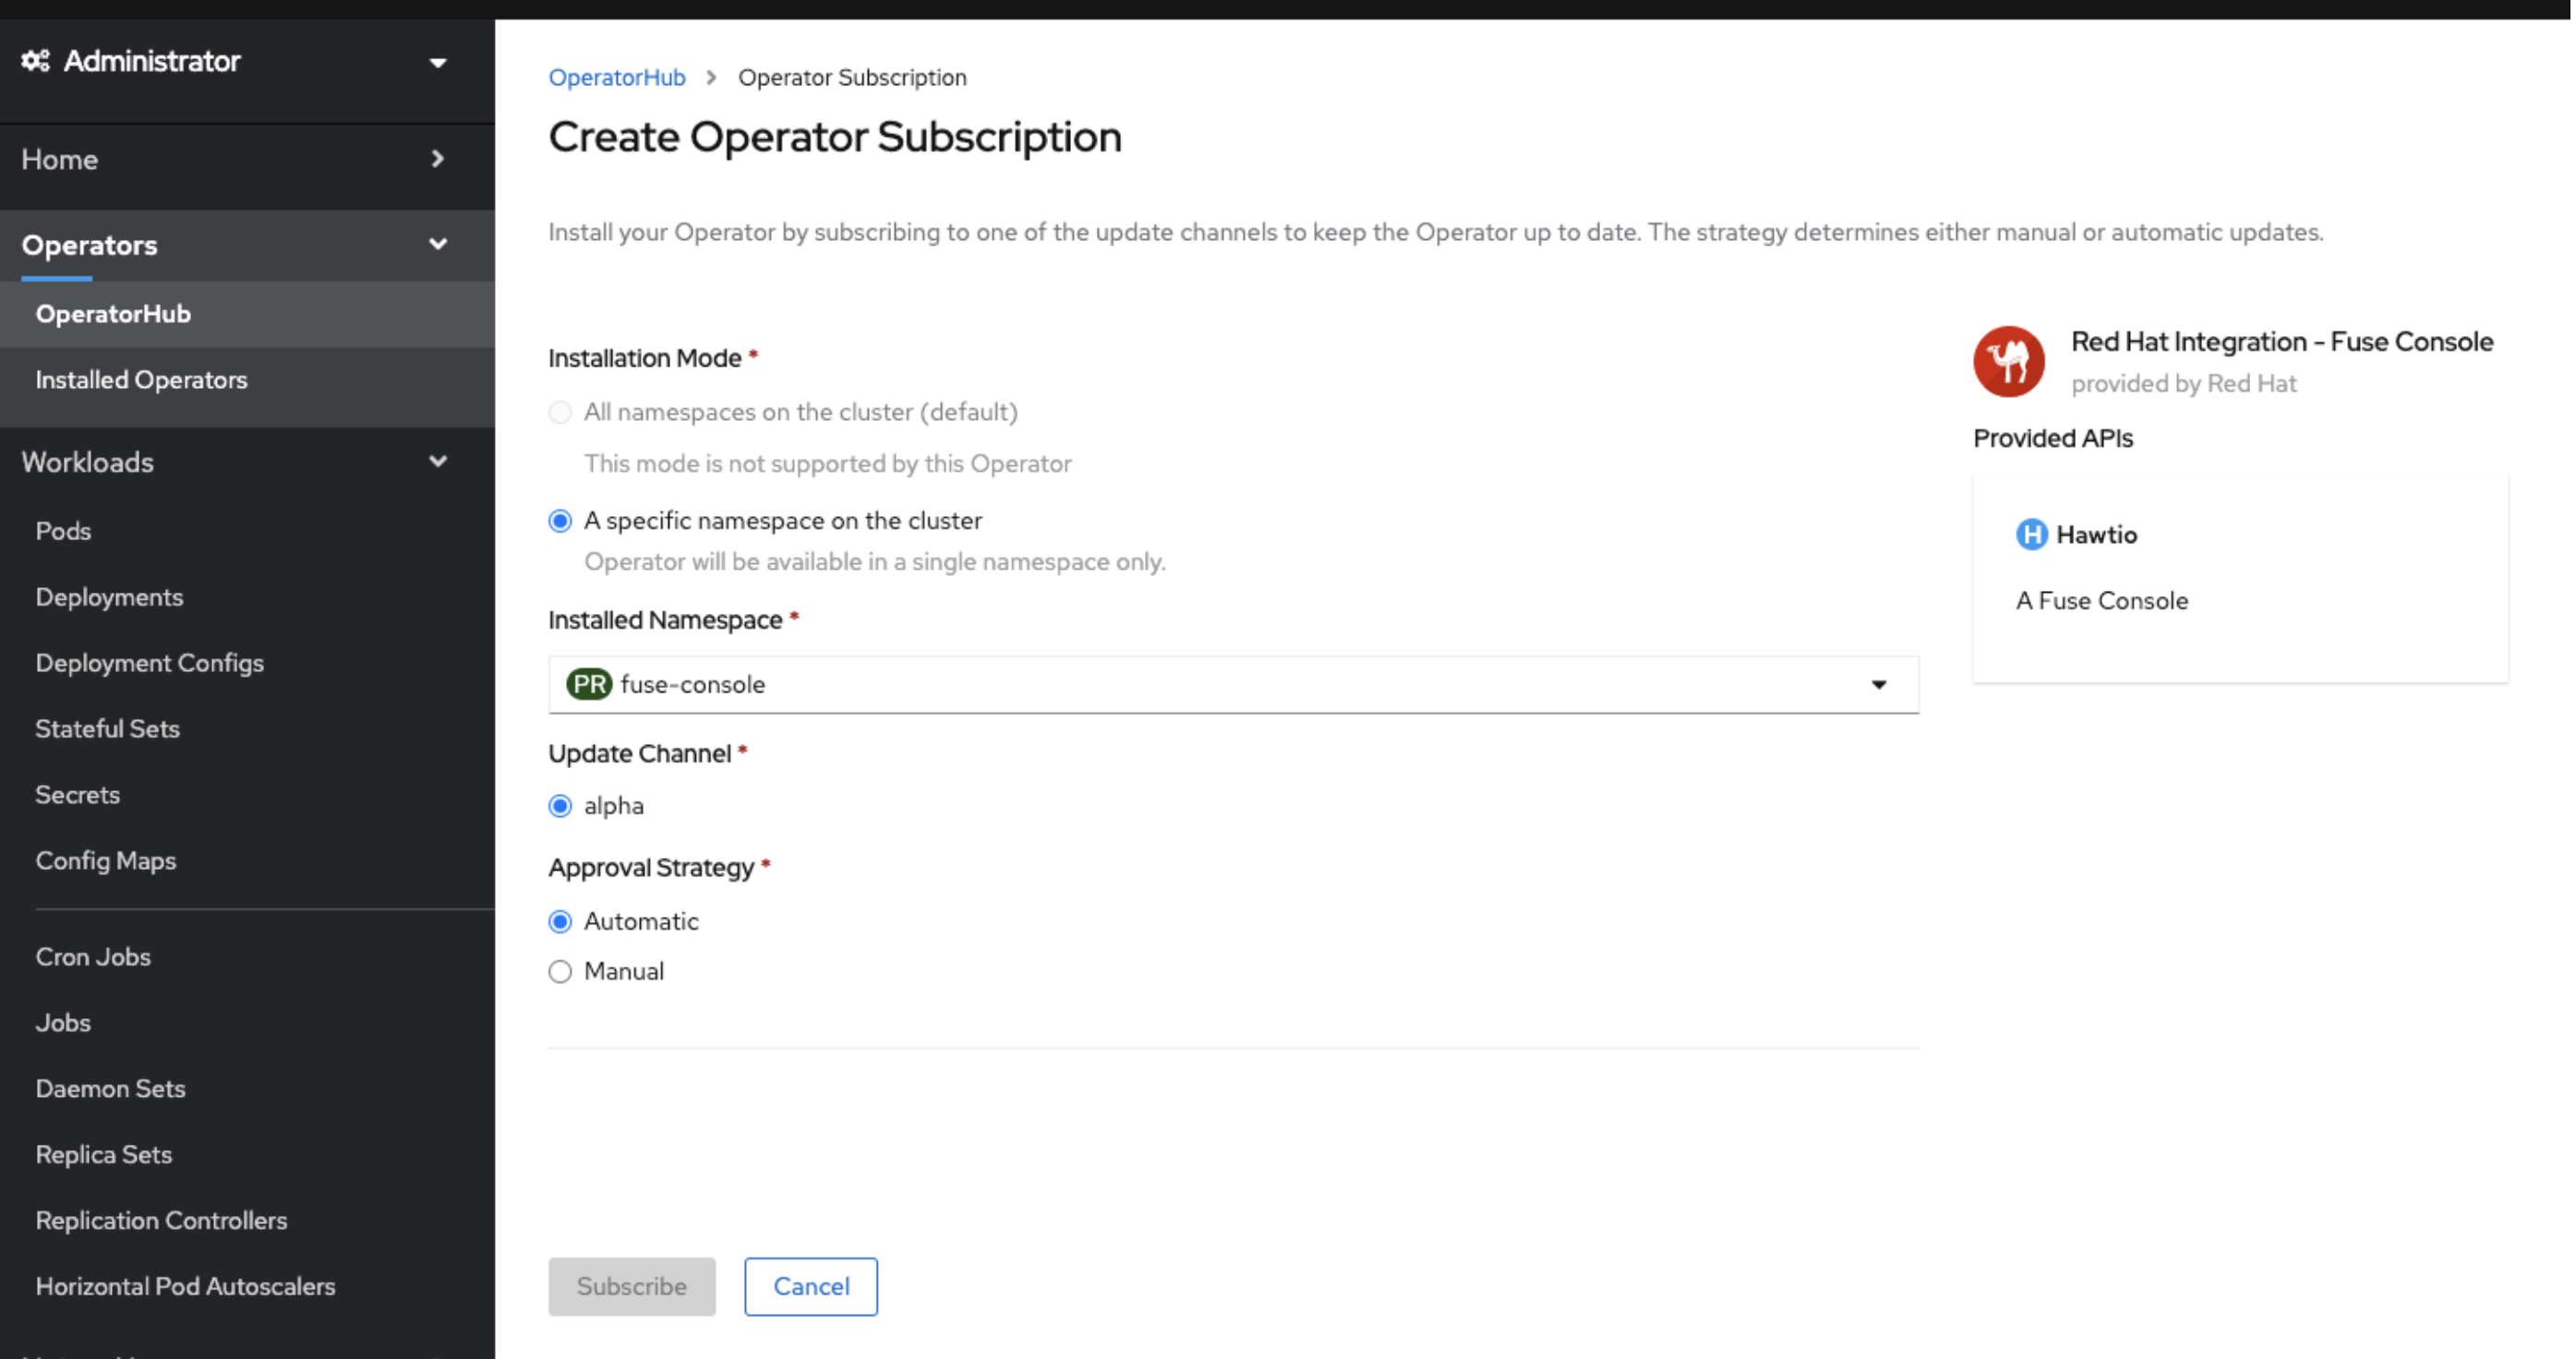 Administrator
Home
Operators
OperatorHub
Installed Operators
Workloads
Pods
Deployments
Deployment Configs
Stateful Sets
Secrets
Config Maps
Cron Jobs
Jobs
Daemon Sets
Replica Sets
Replication Controllers
Horizontal Pod Autoscalers
OperatorHub > Operator Subscription
Create Operator Subscription
Install your Operator by subscribing to one of the update channels to keep the Operator up to date. The strategy determines either manual or automatic updates.
Installation Mode *
All namespaces on the cluster (default)
This mode is not supported by this Operator
A specific namespace on the cluster
Operator will be available in a single namespace only.
Installed Namespace *
PR fuse-console
Update Channel *
alpha
Approval Strategy *
Automatic
Manual
Subscribe Cancel
Red Hat Integration - Fuse Console
provided by Red Hat
Provided APIs
H Hawtio
A Fuse Console